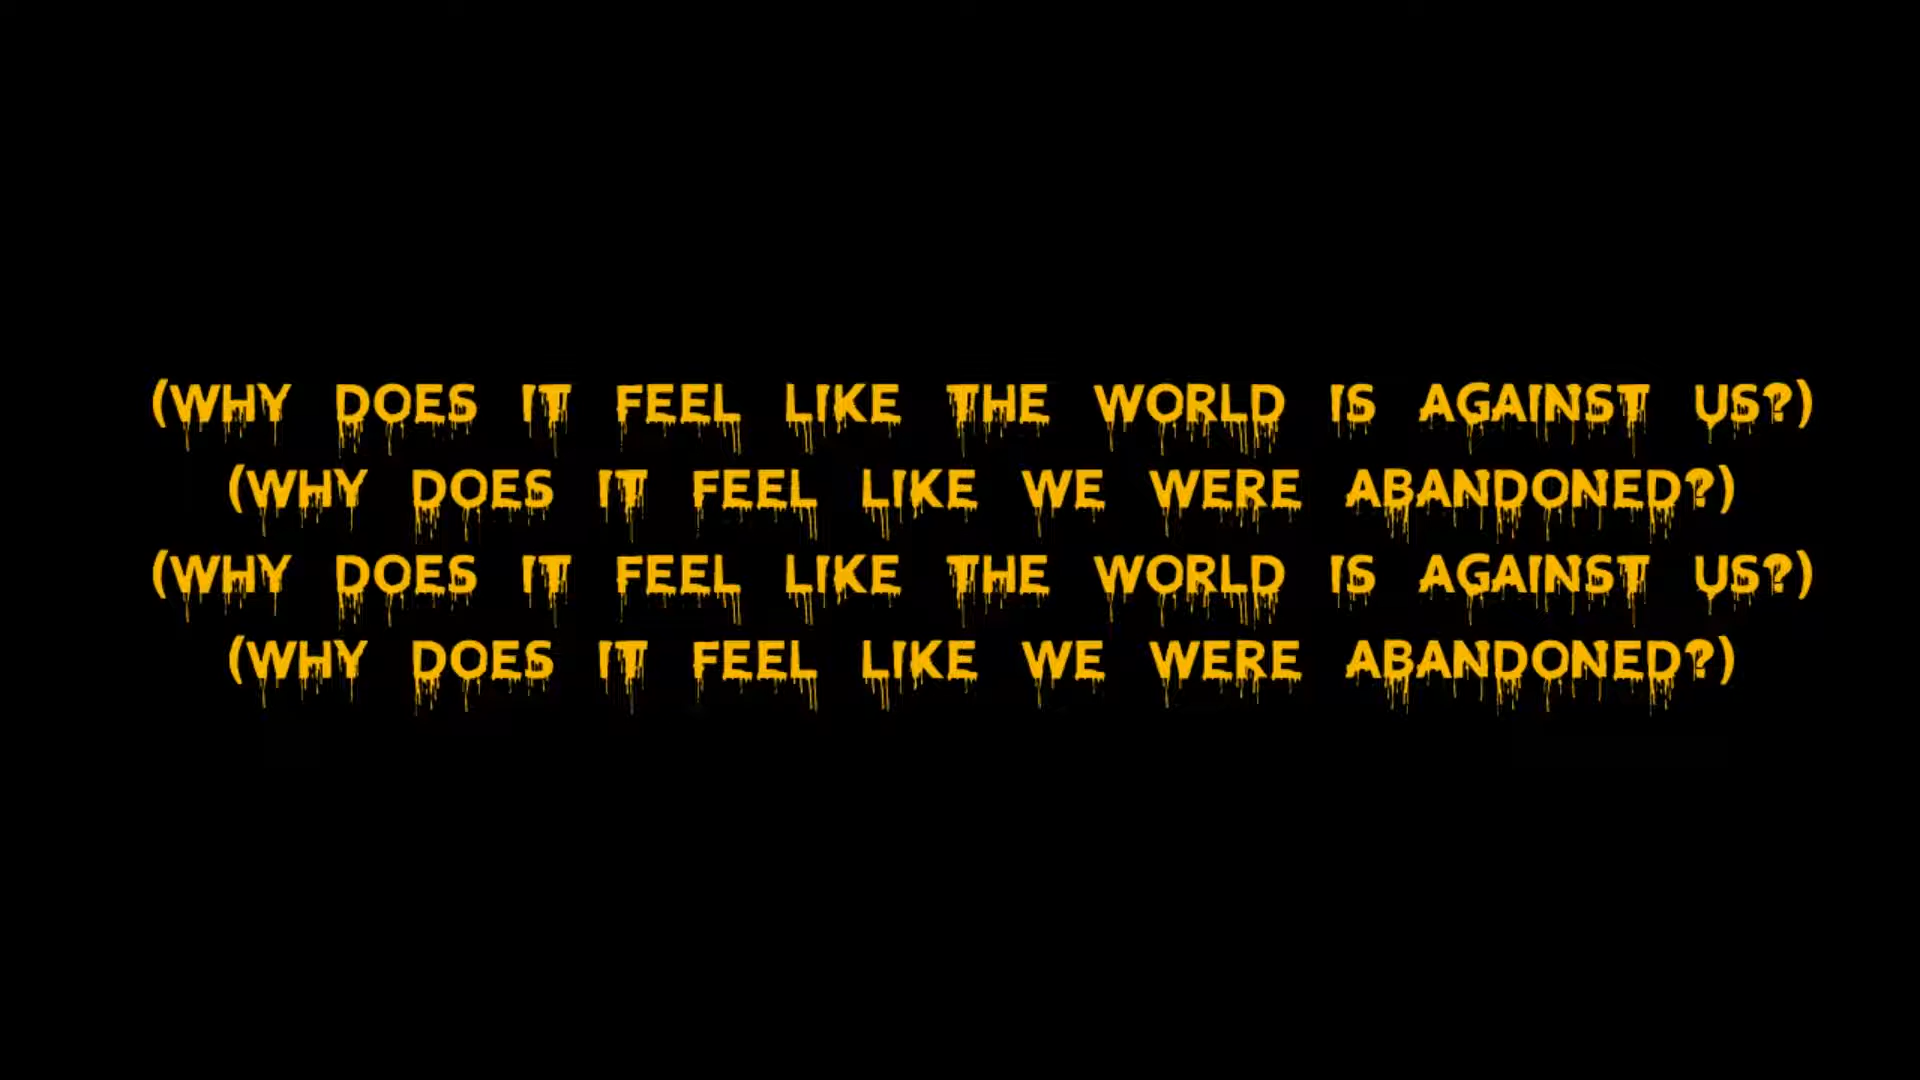 (WHY DOES IT FEEL LIKE THE WORLD IS AGAINST US?)
(WHY DOES IT FEEL LIKE WE WERE ABANDONED?)
(WHY DOES IT FEEL LIKE THE WORLD IS AGAINST US?)
(WHY DOES IT FEEL LIKE WE WERE ABANDONED?)